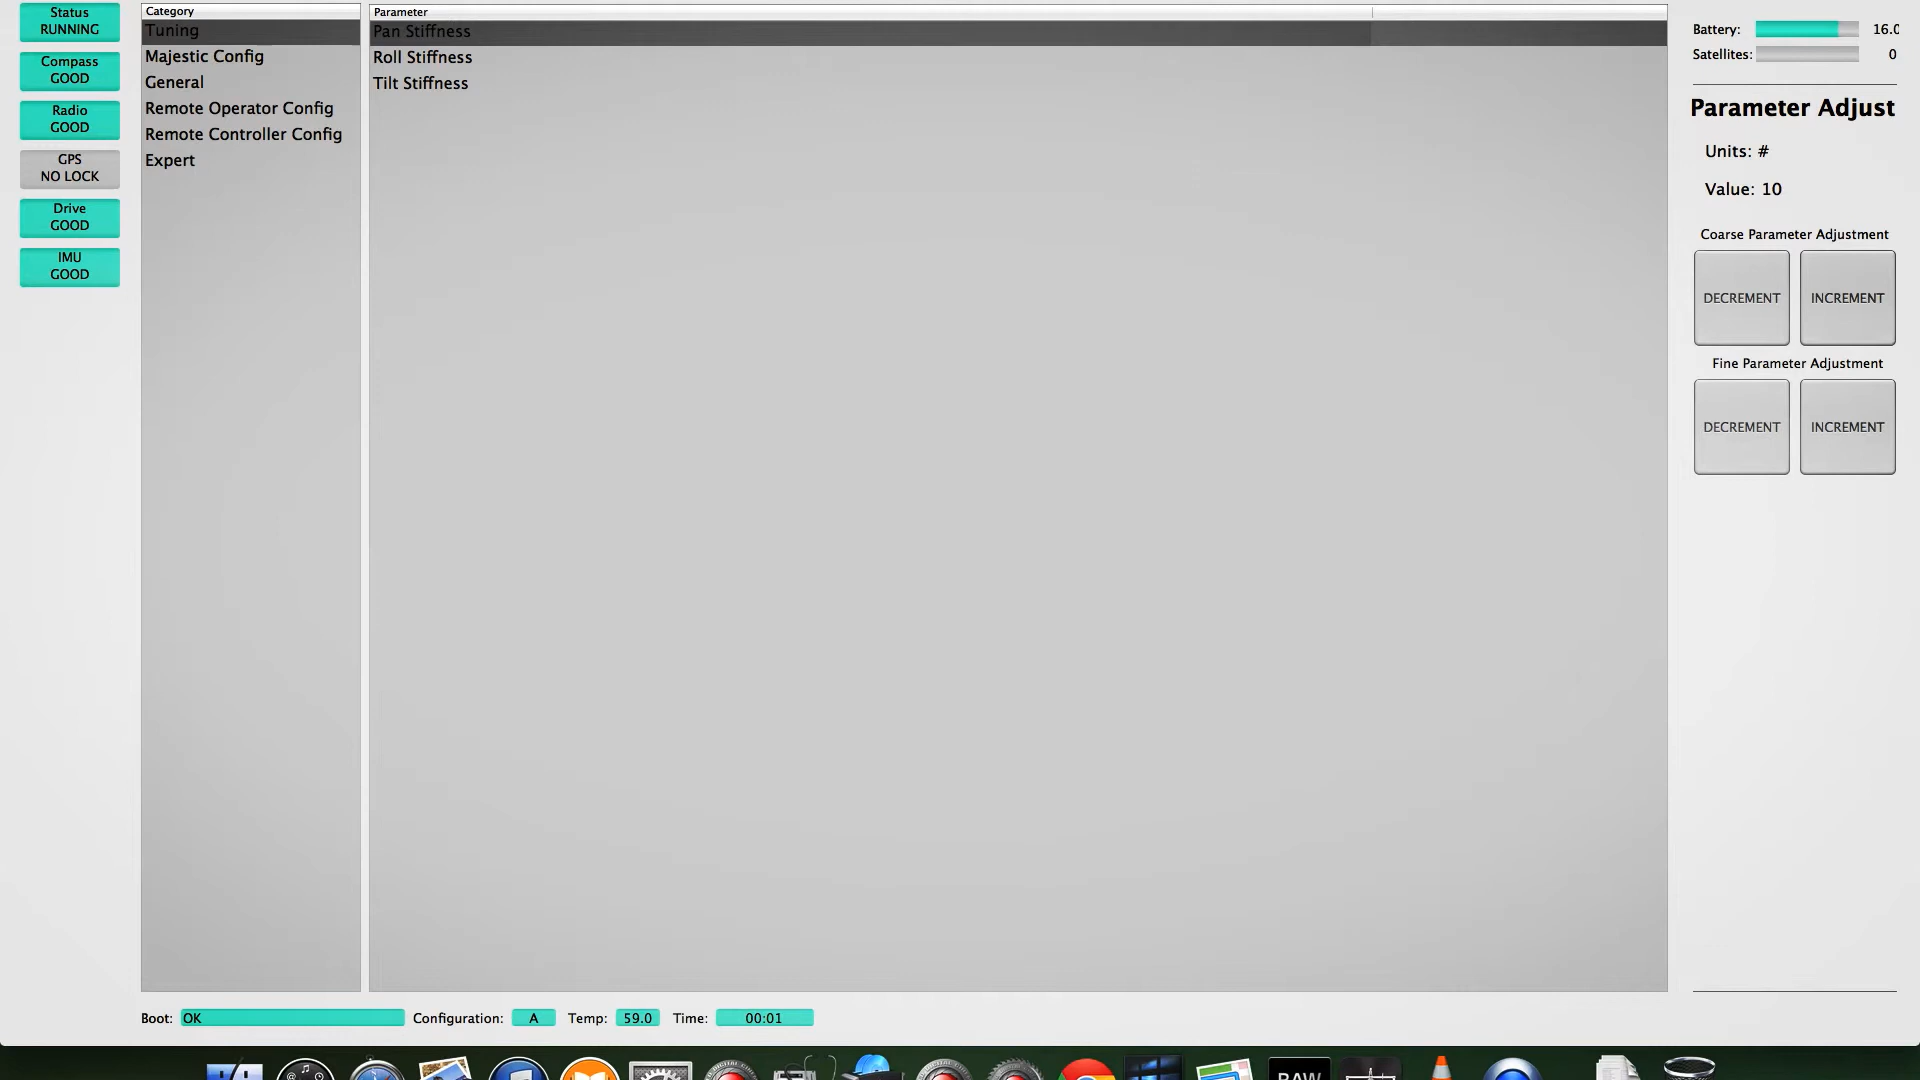 Status
RUNNING
Compass
GOOD
Radio
GOOD
GPS
NO LOCK
Drive
GOOD
IMU
GOOD
Category
Tuning
Majestic Config
General
Remote Operator Config
Remote Controller Config
Expert
Parameter
Pan Stiffness
Roll Stiffness
Tilt Stiffness
Battery: 16.0
Satellites: 0
Parameter Adjust
Units: #
Value: 10
Coarse Parameter Adjustment
DECREMENT INCREMENT
Fine Parameter Adjustment
DECREMENT INCREMENT
Boot: OK Configuration: A Temp: 59.0 Time: 00:01
RAW